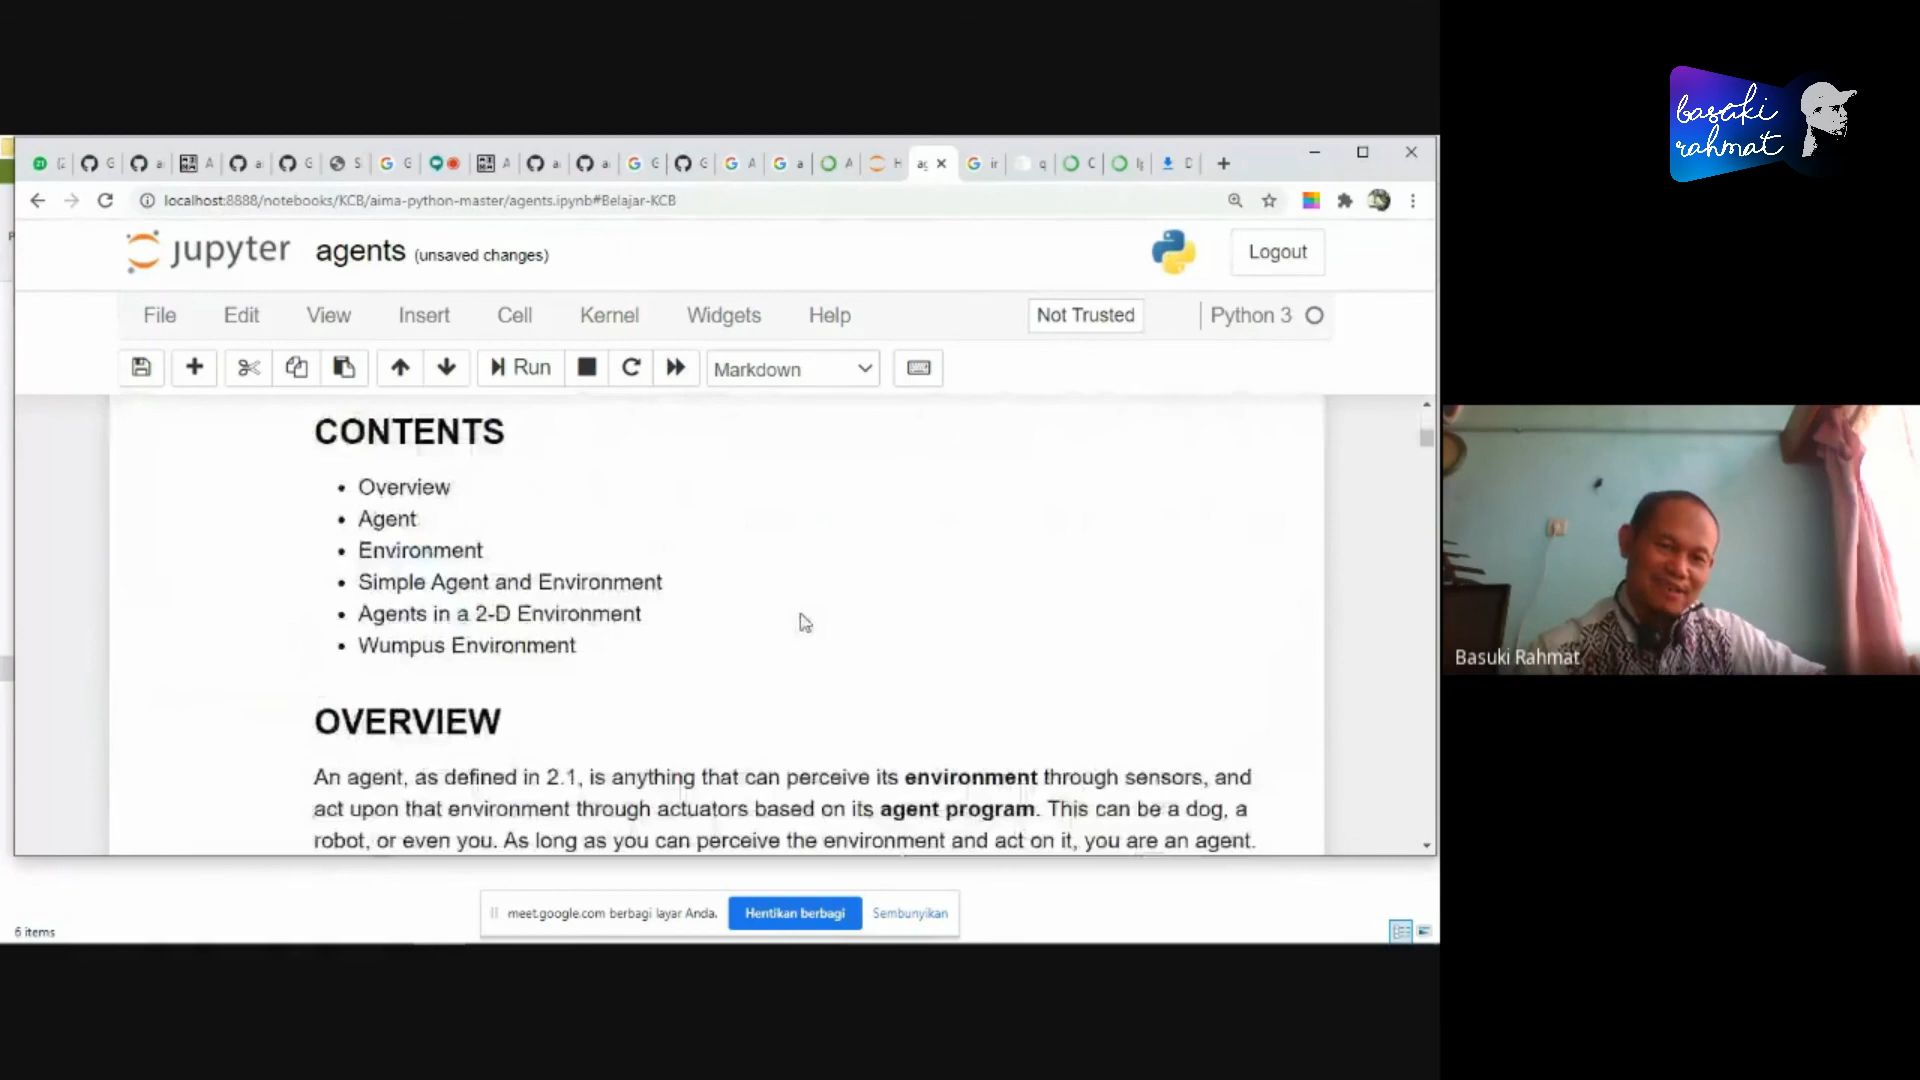 basuki
rahmat
localhost:8888/notebooks/KCB/aima-python-master/agents.ipynb#Belajar-KCB
jupyter agents (unsaved changes)
Logout
File Edit View Insert Cell Kernel Widgets Help Not Trusted Python 3
Run Markdown
CONTENTS
• Overview
• Agent
• Environment
• Simple Agent and Environment
• Agents in a 2-D Environment
• Wumpus Environment
OVERVIEW
An agent, as defined in 2.1, is anything that can perceive its environment through sensors, and
act upon that environment through actuators based on its agent program. This can be a dog, a
robot, or even you. As long as you can perceive the environment and act on it, you are an agent.
meet.google.com berbagi layar Anda. Hentikan berbagi Sembunyikan
6 items
Basuki Rahmat